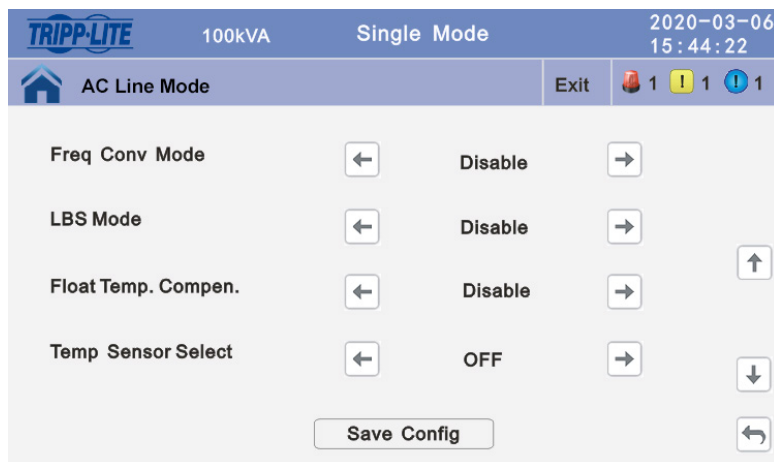 TRIPP·LITE 100kVA Single Mode 2020-03-06
15:44:22
AC Line Mode Exit 1 ! 1 ! 1
Freq Conv Mode Disable
LBS Mode Disable
Float Temp. Compen. Disable
Temp Sensor Select OFF
Save Config